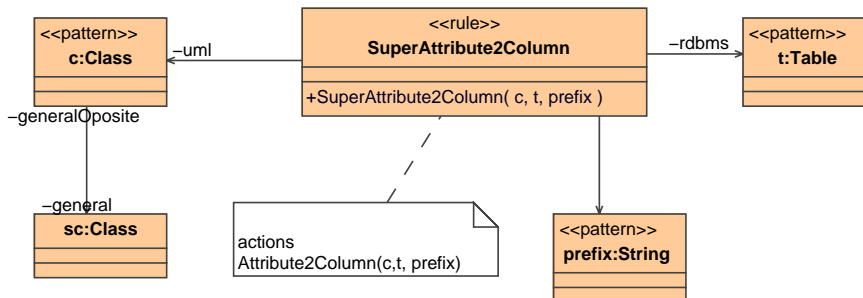 <<pattern>>
c:Class
−uml
<<rule>>
SuperAttribute2Column
+SuperAttribute2Column( c, t, prefix )
−rdbms
<<pattern>>
t:Table
−generalOposite
−general
sc:Class
actions
Attribute2Column(c,t, prefix)
<<pattern>>
prefix:String